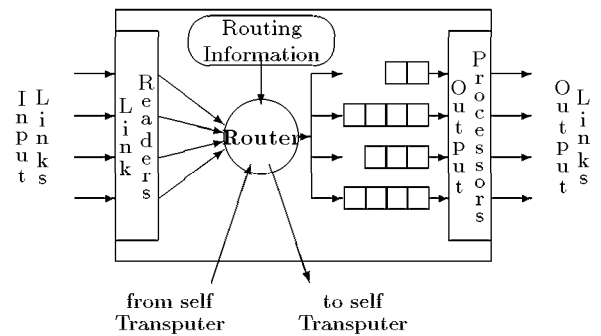 Routing
Information
Input
Links
Link
Readers
Router
Output
Processors
Output
Links
from self
Transputer
to self
Transputer